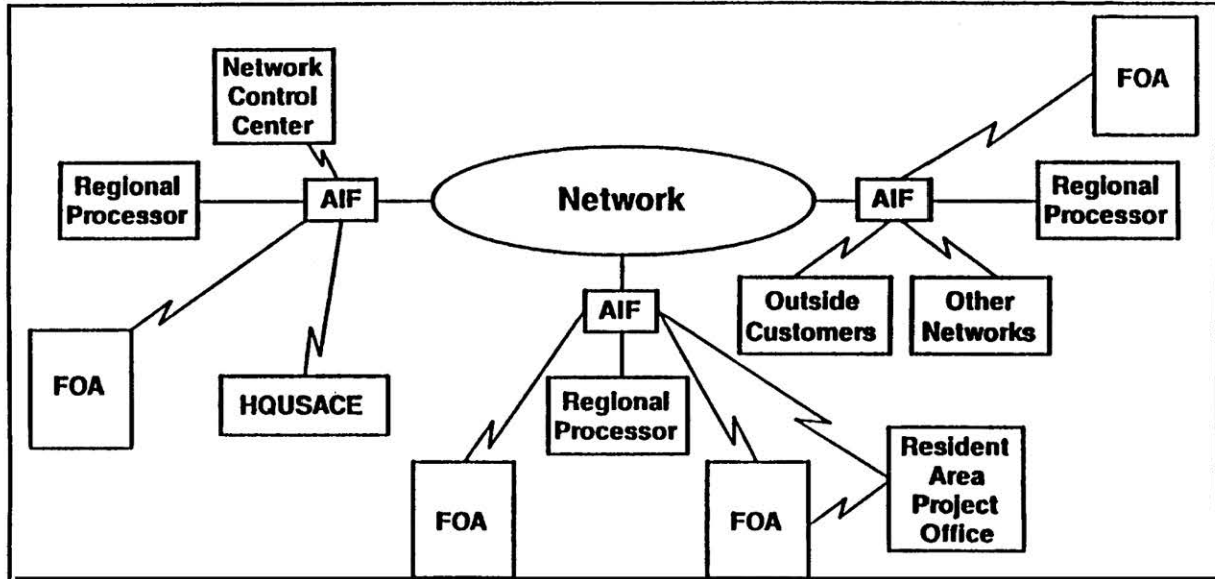 Network
Control
Center
FOA
Regional
Processor
AIF
Network
AIF
Regional
Processor
AIF
Outside
Customers
Other
Networks
FOA
HQUSACE
Regional
Processor
Resident
Area
Project
Office
FOA
FOA